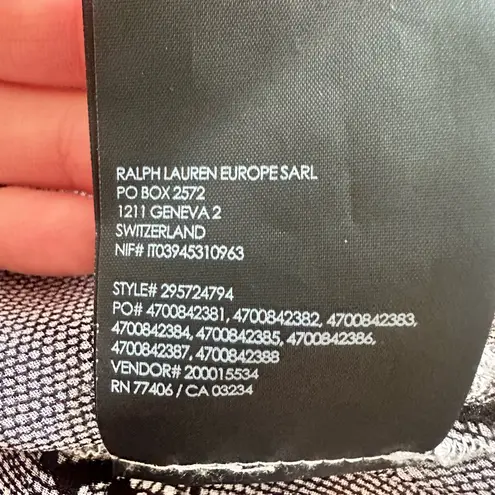 RALPH LAUREN EUROPE SARL
PO BOX 2572
1211 GENEVA 2
SWITZERLAND
NIF# IT03945310963
STYLE# 295724794
PO# 4700842381, 4700842382, 4700842383,
4700842384, 4700842385, 4700842386,
4700842387, 4700842388
VENDOR# 200015534
RN 77406 / CA 03234